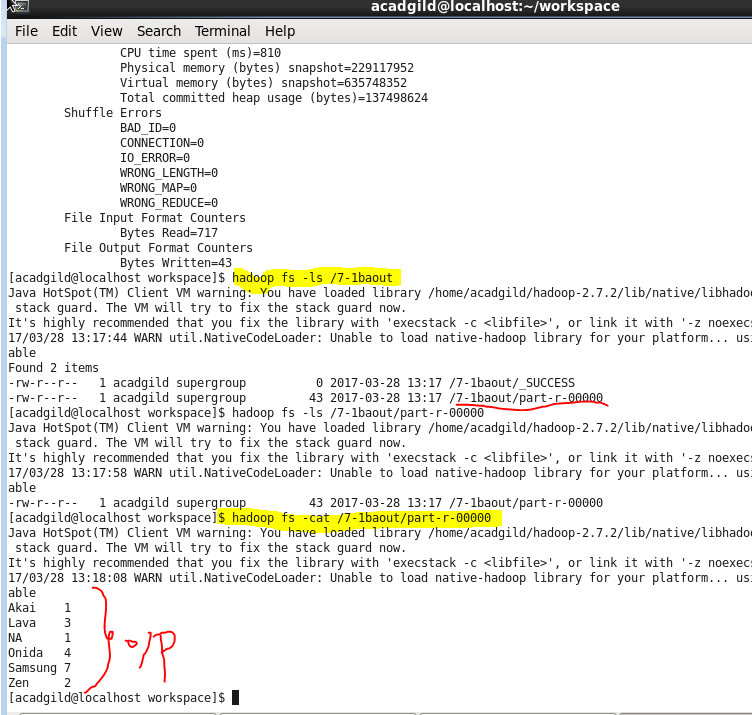 acadgild@localhost:~/workspace
File Edit View Search Terminal Help
CPU time spent (ms)=810
Physical memory (bytes) snapshot=229117952
Virtual memory (bytes) snapshot=635748352
Total committed heap usage (bytes)=137498624
Shuffle Errors
BAD_ID=0
CONNECTION=0
IO_ERROR=0
WRONG_LENGTH=0
WRONG_MAP=0
WRONG_REDUCE=0
File Input Format Counters
Bytes Read=717
File Output Format Counters
Bytes Written=43
[acadgild@localhost workspace]$ hadoop fs -ls /7-1baout
Java HotSpot(TM) Client VM warning: You have loaded library /home/acadgild/hadoop-2.7.2/lib/native/libhadoo
stack guard. The VM will try to fix the stack guard now.
It's highly recommended that you fix the library with 'execstack -c <libfile>', or link it with '-z noexecs
17/03/28 13:17:44 WARN util.NativeCodeLoader: Unable to load native-hadoop library for your platform... usi
able
Found 2 items
-rw-r--r-- 1 acadgild supergroup 0 2017-03-28 13:17 /7-1baout/_SUCCESS
-rw-r--r-- 1 acadgild supergroup 43 2017-03-28 13:17 /7-1baout/part-r-00000
[acadgild@localhost workspace]$ hadoop fs -ls /7-1baout/part-r-00000
Java HotSpot(TM) Client VM warning: You have loaded library /home/acadgild/hadoop-2.7.2/lib/native/libhadoo
stack guard. The VM will try to fix the stack guard now.
It's highly recommended that you fix the library with 'execstack -c <libfile>', or link it with '-z noexecs
17/03/28 13:17:58 WARN util.NativeCodeLoader: Unable to load native-hadoop library for your platform... usi
able
-rw-r--r-- 1 acadgild supergroup 43 2017-03-28 13:17 /7-1baout/part-r-00000
[acadgild@localhost workspace]$ hadoop fs -cat /7-1baout/part-r-00000
Java HotSpot(TM) Client VM warning: You have loaded library /home/acadgild/hadoop-2.7.2/lib/native/libhadoo
stack guard. The VM will try to fix the stack guard now.
It's highly recommended that you fix the library with 'execstack -c <libfile>', or link it with '-z noexecs
17/03/28 13:18:08 WARN util.NativeCodeLoader: Unable to load native-hadoop library for your platform... usi
able
Akai 1
Lava 3
NA 1
o/p
Onida 4
Samsung 7
Zen 2
[acadgild@localhost workspace]$